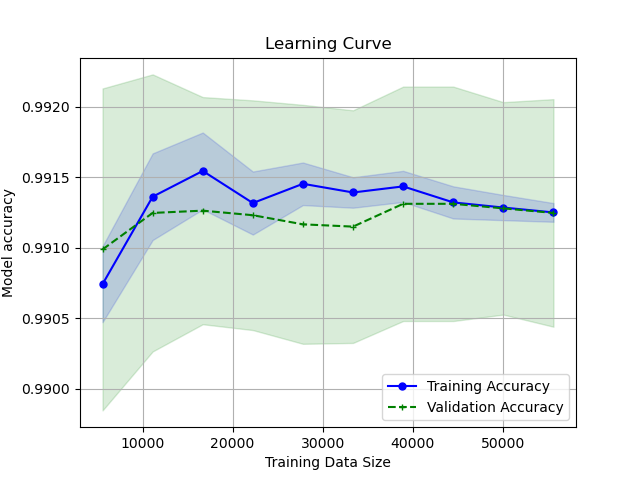 Learning Curve
Model accuracy
0.9920
0.9915
0.9910
0.9905
0.9900
10000 20000 30000 40000 50000
Training Data Size
Training Accuracy
Validation Accuracy